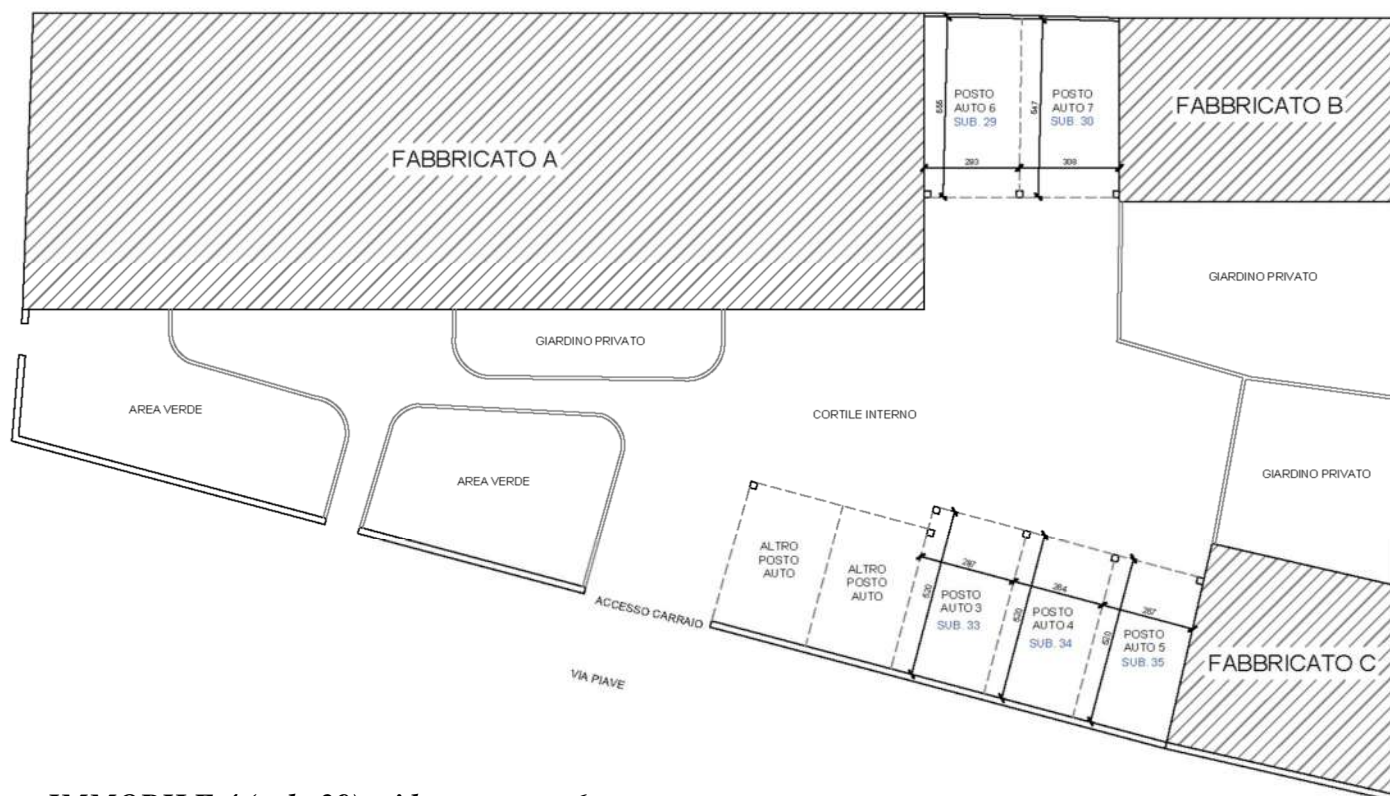 POSTO
AUTO 6
SUB. 29
POSTO
AUTO 7
SUB. 30
555
547
293
308
FABBRICATO B
FABBRICATO A
GIARDINO PRIVATO
GIARDINO PRIVATO
AREA VERDE
CORTILE INTERNO
AREA VERDE
GIARDINO PRIVATO
ALTRO
POSTO
AUTO
ALTRO
POSTO
AUTO
287
264
267
520
520
520
POSTO
AUTO 3
SUB. 33
POSTO
AUTO 4
SUB. 34
POSTO
AUTO 5
SUB. 35
ACCESSO CARRAIO
VIA PIAVE
FABBRICATO C